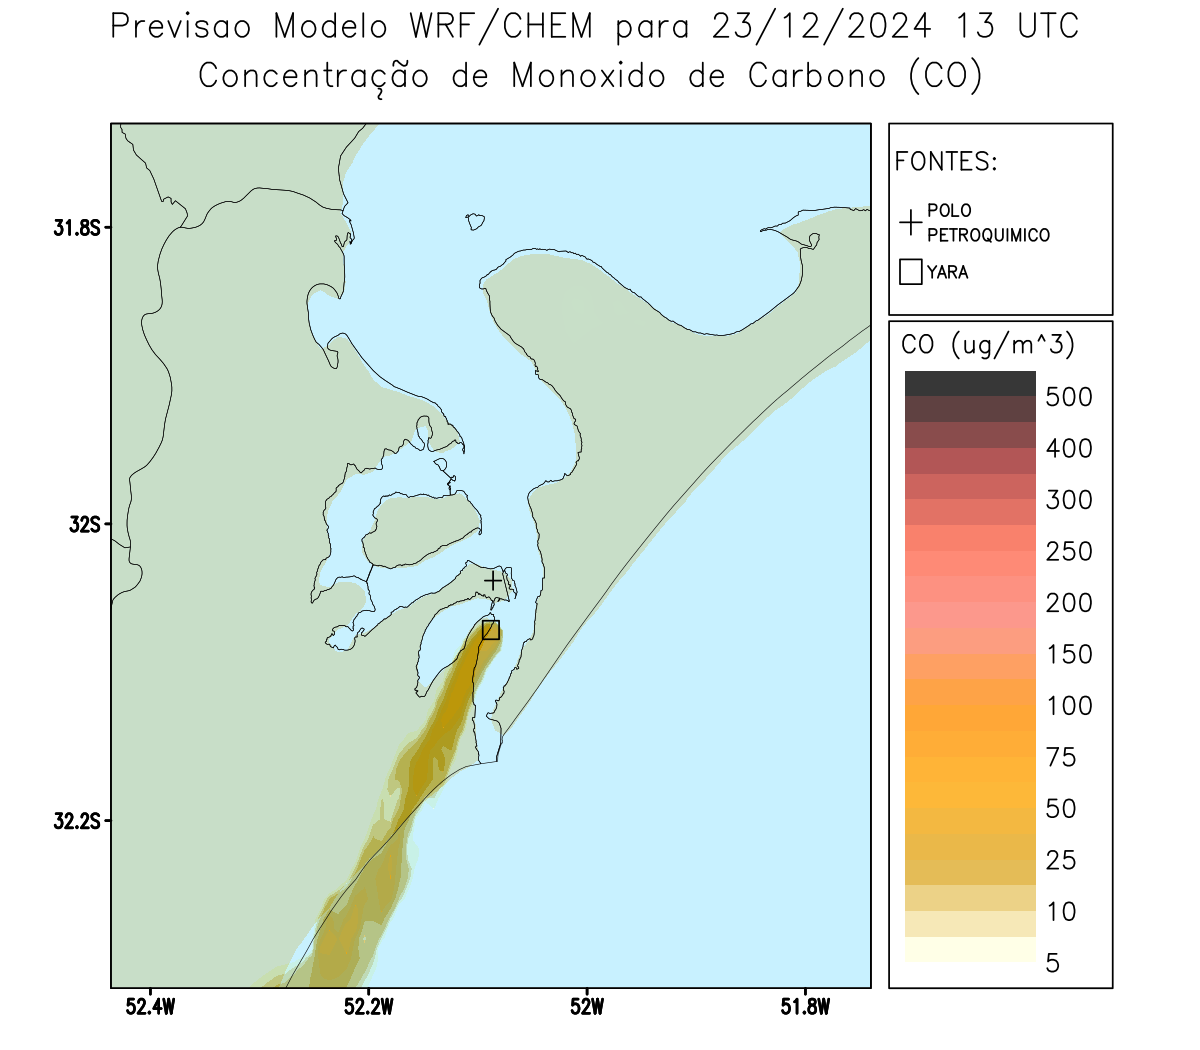 Previsao Modelo WRF/CHEM para 23/12/2024 13 UTC
Concentração de Monoxido de Carbono (CO)
FONTES:
POLO
PETROQUIMICO
YARA
CO (ug/m^3)
500
400
300
250
200
150
100
75
50
25
10
5
31.8S
32S
32.2S
52.4W
52.2W
52W
51.8W